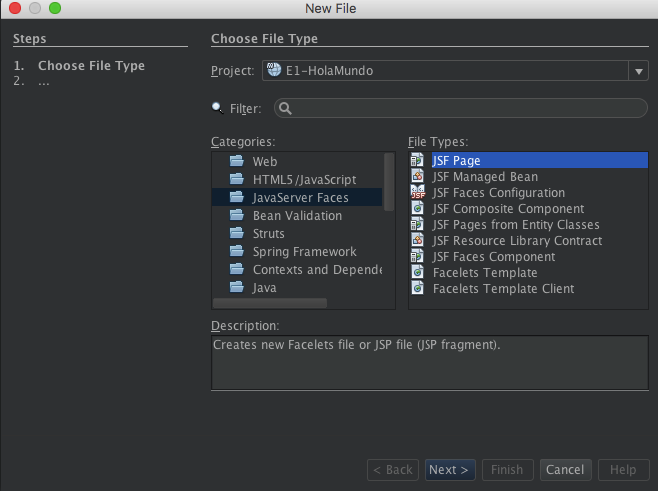 New File
Steps
1. Choose File Type
2. ...
Choose File Type
Project: E1-HolaMundo
Filter:
Categories:
Web
HTML5/JavaScript
JavaServer Faces
Bean Validation
Struts
Spring Framework
Contexts and Depende
Java
File Types:
JSF Page
JSF Managed Bean
JSF Faces Configuration
JSF Composite Component
JSF Pages from Entity Classes
JSF Resource Library Contract
JSF Faces Component
Facelets Template
Facelets Template Client
Description:
Creates new Facelets file or JSP file (JSP fragment).
< Back Next > Finish Cancel Help